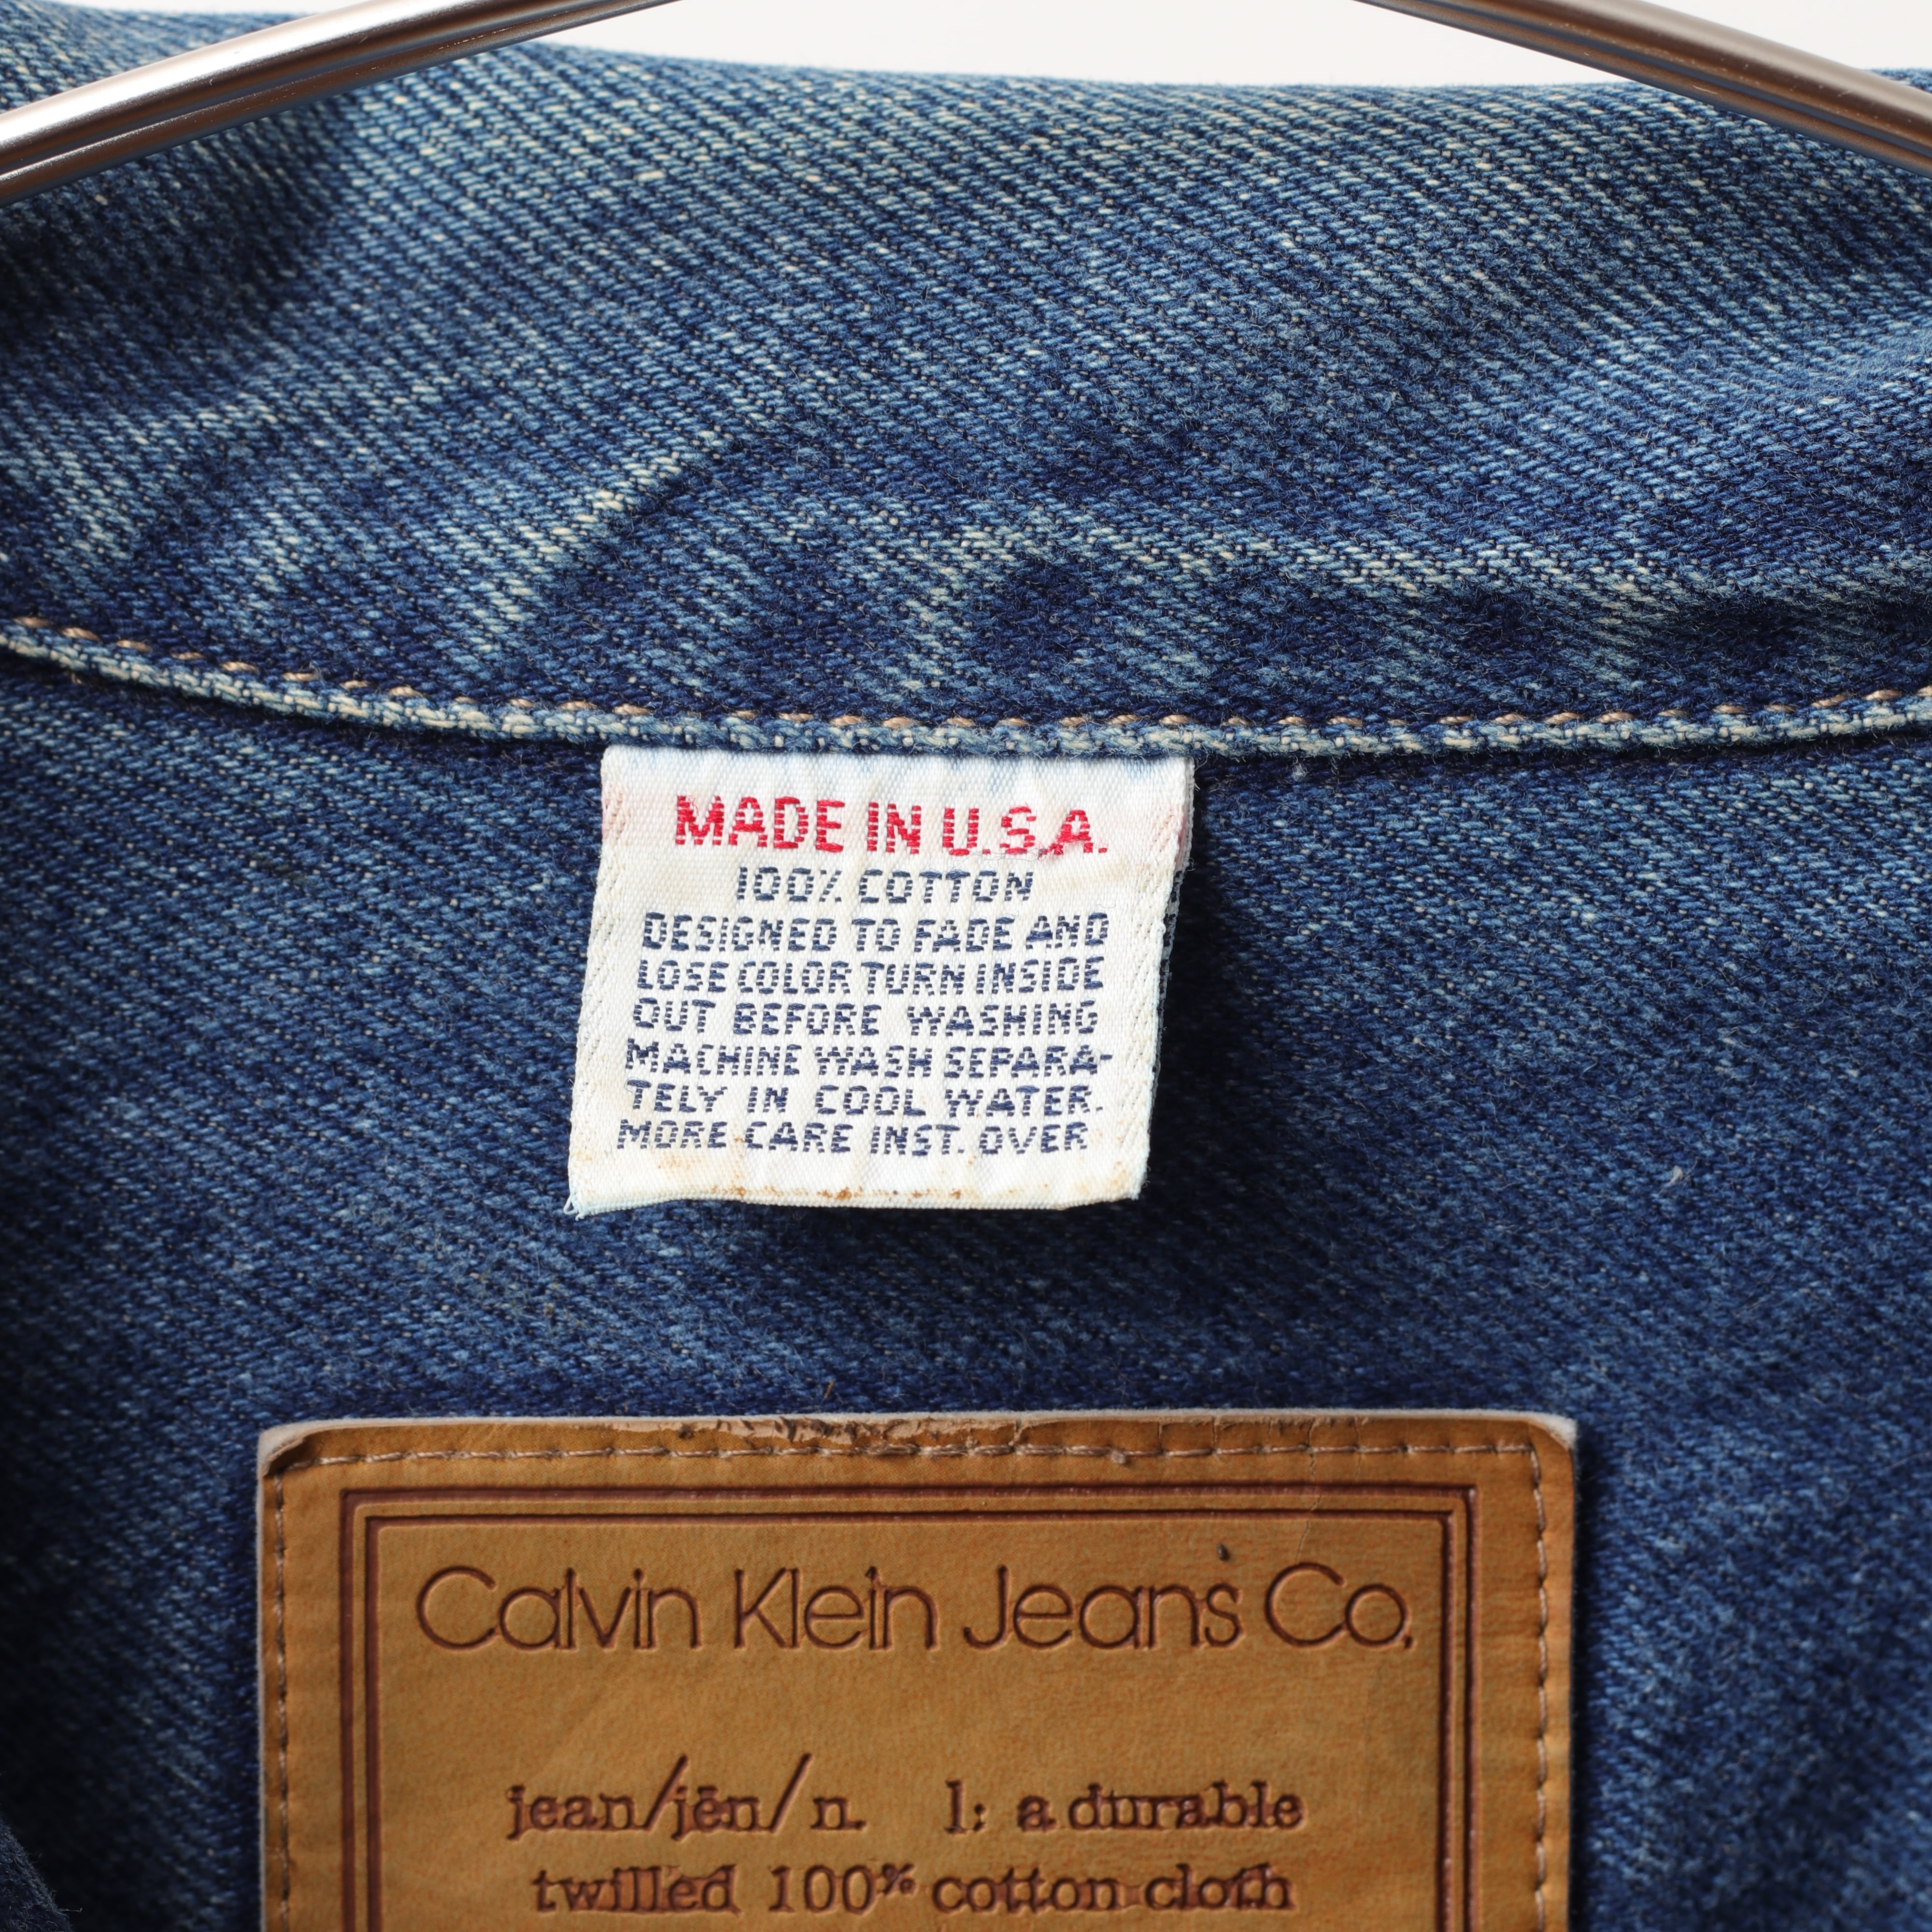 MADE IN U.S.A.
100% COTTON
DESIGNED TO FADE AND
LOSE COLOR TURN INSIDE
OUT BEFORE WASHING
MACHINE WASH SEPARA-
TELY IN COOL WATER.
MORE CARE INST. OVER
Calvin Klein Jeans Co.
jean/jēn/ n. 1: a durable
twilled 100% cotton cloth